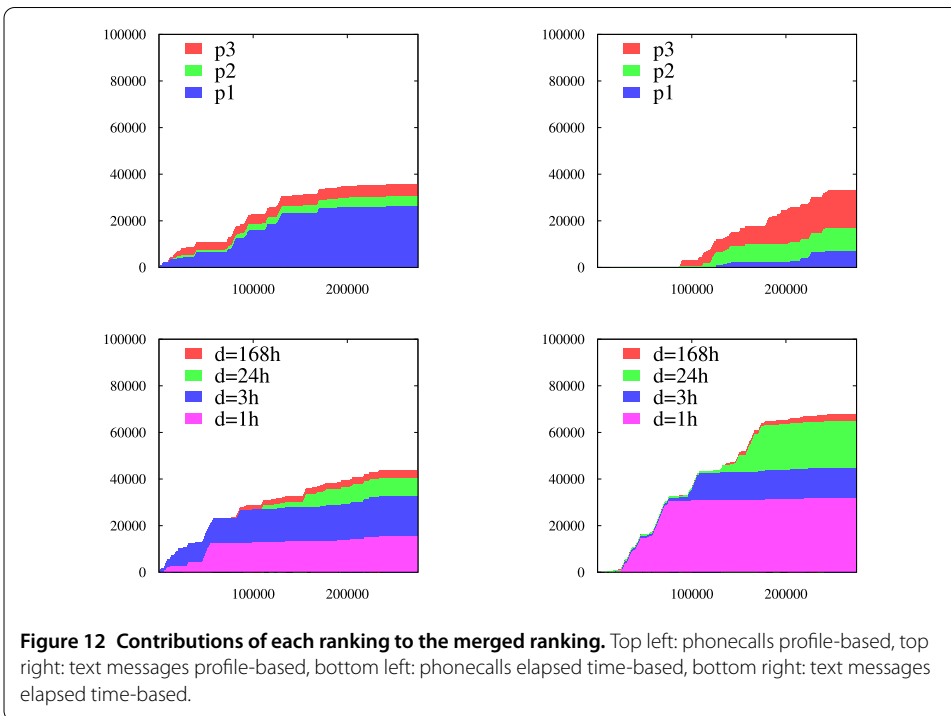 100000
80000
60000
40000
20000
0
p3
p2
p1
100000 200000
100000
80000
60000
40000
20000
0
p3
p2
p1
100000 200000
100000
80000
60000
40000
20000
0
d=168h
d=24h
d=3h
d=1h
100000 200000
100000
80000
60000
40000
20000
0
d=168h
d=24h
d=3h
d=1h
100000 200000
Figure 12 Contributions of each ranking to the merged ranking. Top left: phonecalls profile-based, top
right: text messages profile-based, bottom left: phonecalls elapsed time-based, bottom right: text messages
elapsed time-based.